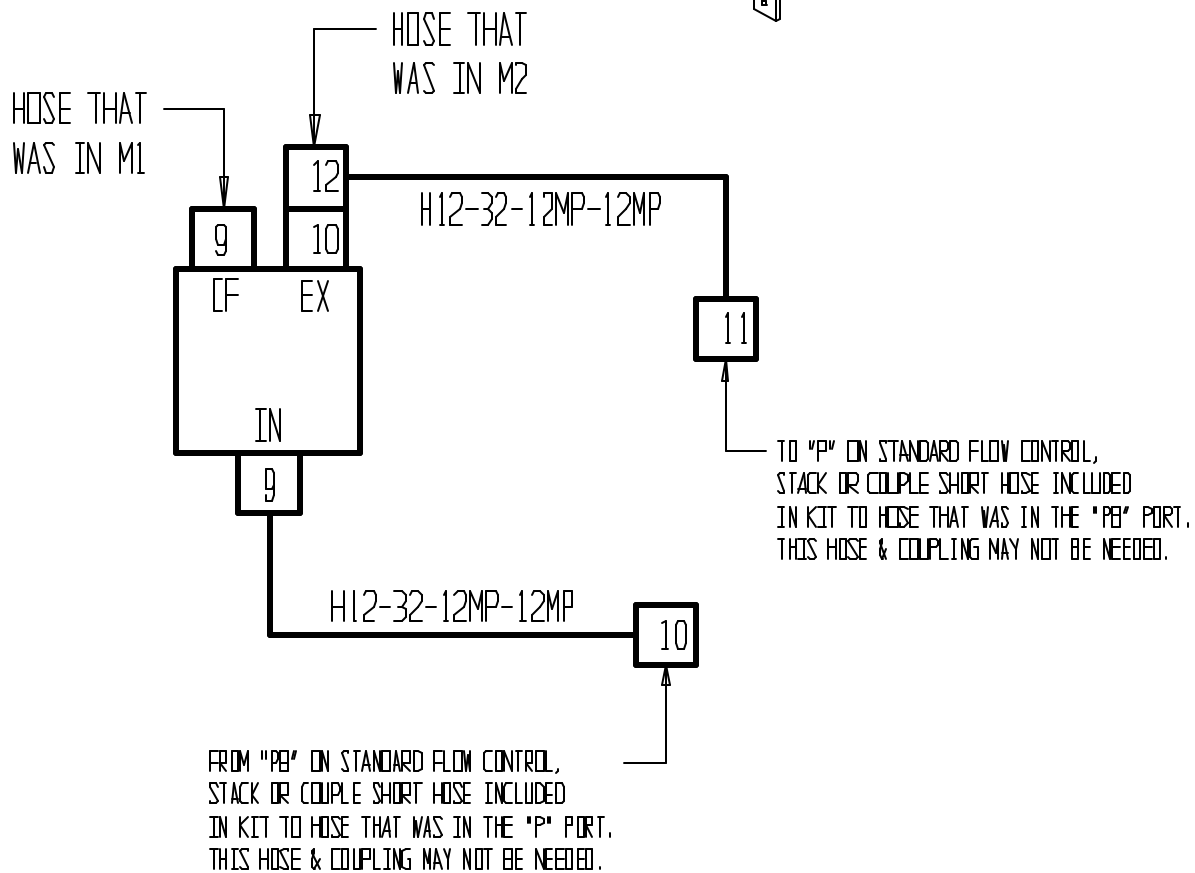 HOSE THAT
WAS IN M2
HOSE THAT
WAS IN M1
12
H12-32-12MP-12MP
9
10
CF
EX
11
IN
TO "P" ON STANDARD FLOW CONTROL,
STACK OR COUPLE SHORT HOSE INCLUDED
IN KIT TO HOSE THAT WAS IN THE "PB" PORT.
THIS HOSE & COUPLING MAY NOT BE NEEDED.
9
H12-32-12MP-12MP
10
FROM "PB" ON STANDARD FLOW CONTROL,
STACK OR COUPLE SHORT HOSE INCLUDED
IN KIT TO HOSE THAT WAS IN THE "P" PORT.
THIS HOSE & COUPLING MAY NOT BE NEEDED.